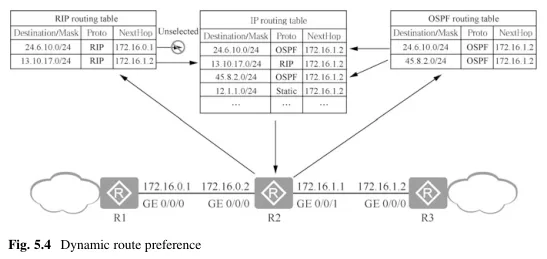 RIP routing table
Destination/Mask Proto NextHop
24.6.10.0/24 RIP 172.16.0.1
13.10.17.0/24 RIP 172.16.1.2
Unselected
IP routing table
Destination/Mask Proto NextHop
24.6.10.0/24 OSPF 172.16.1.2
13.10.17.0/24 RIP 172.16.1.2
45.8.2.0/24 OSPF 172.16.1.2
12.1.1.0/24 Static 172.16.1.2
... ... ...
OSPF routing table
Destination/Mask Proto NextHop
24.6.10.0/24 OSPF 172.16.1.2
45.8.2.0/24 OSPF 172.16.1.2
R 172.16.0.1 172.16.0.2 R 172.16.1.1 172.16.1.2 R
GE 0/0/0 GE 0/0/0 GE 0/0/1 GE 0/0/0
R1 R2 R3
Fig. 5.4 Dynamic route preference